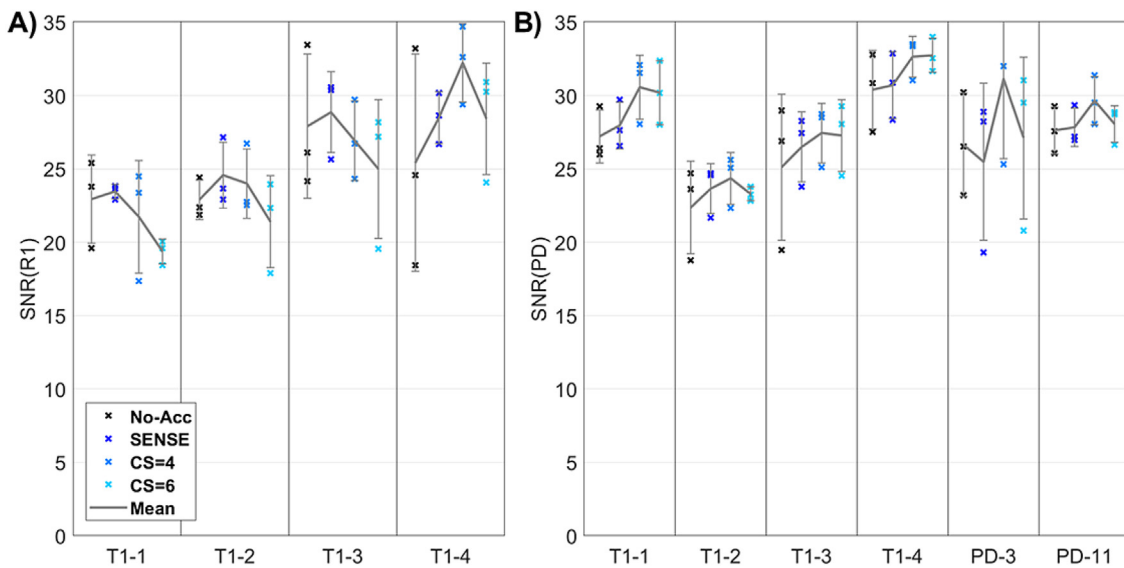 A)
SNR(R1)
35
30
25
20
15
10
5
0
No-Acc
SENSE
CS=4
CS=6
Mean
T1-1 T1-2 T1-3 T1-4
B)
SNR(PD)
35
30
25
20
15
10
5
0
T1-1 T1-2 T1-3 T1-4 PD-3 PD-11